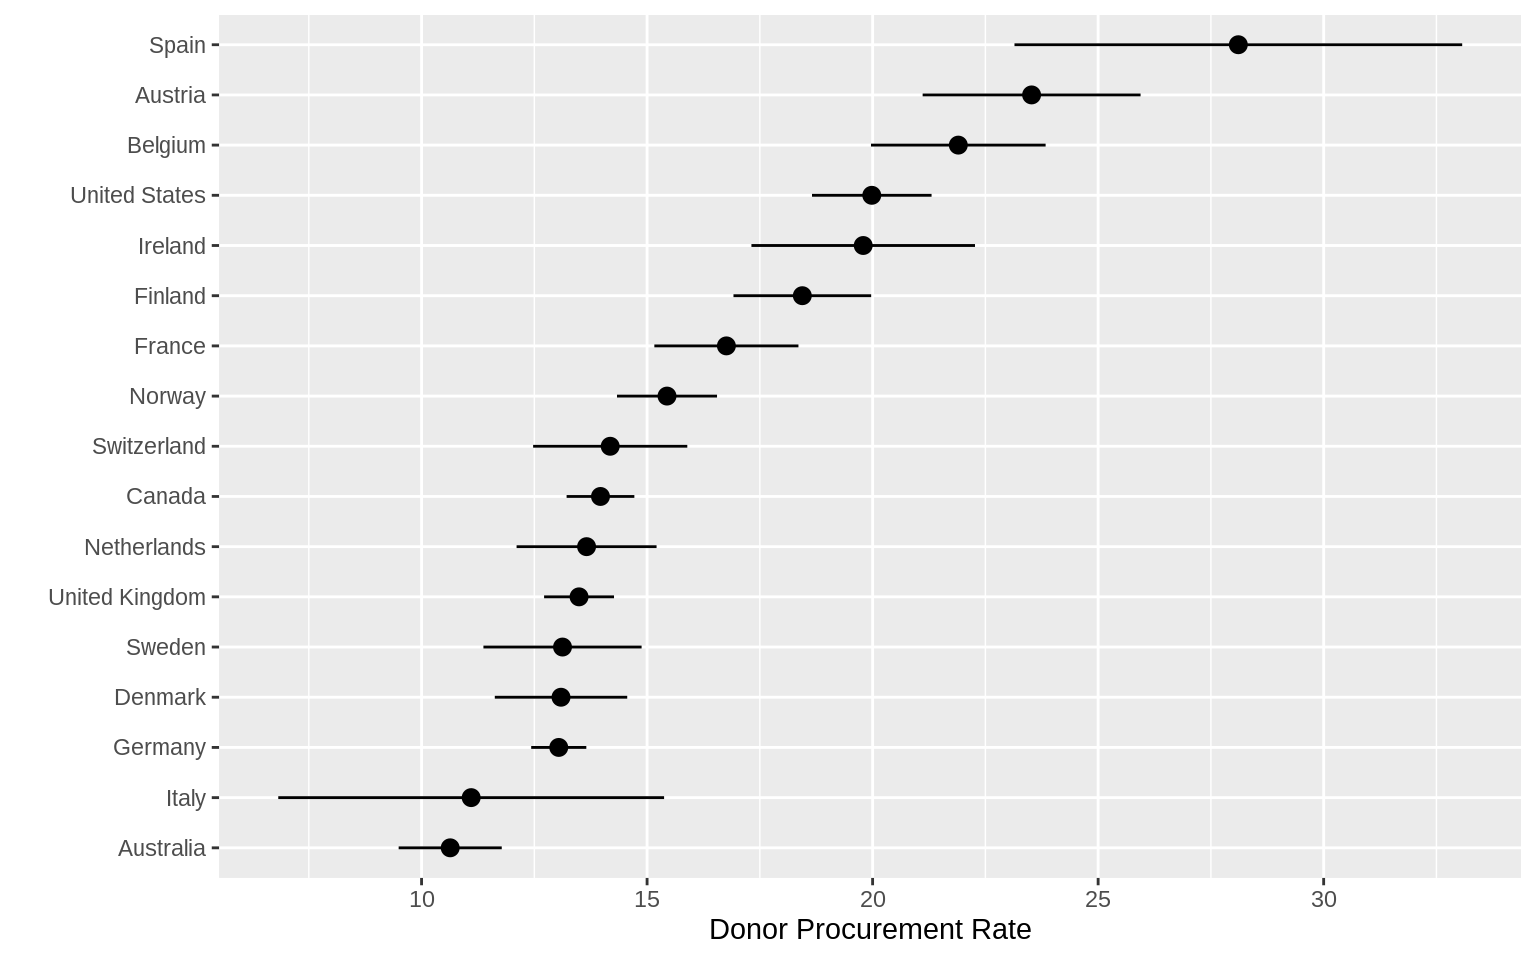 Spain
Austria
Belgium
United States
Ireland
Finland
France
Norway
Switzerland
Canada
Netherlands
United Kingdom
Sweden
Denmark
Germany
Italy
Australia
10 15 20 25 30
Donor Procurement Rate